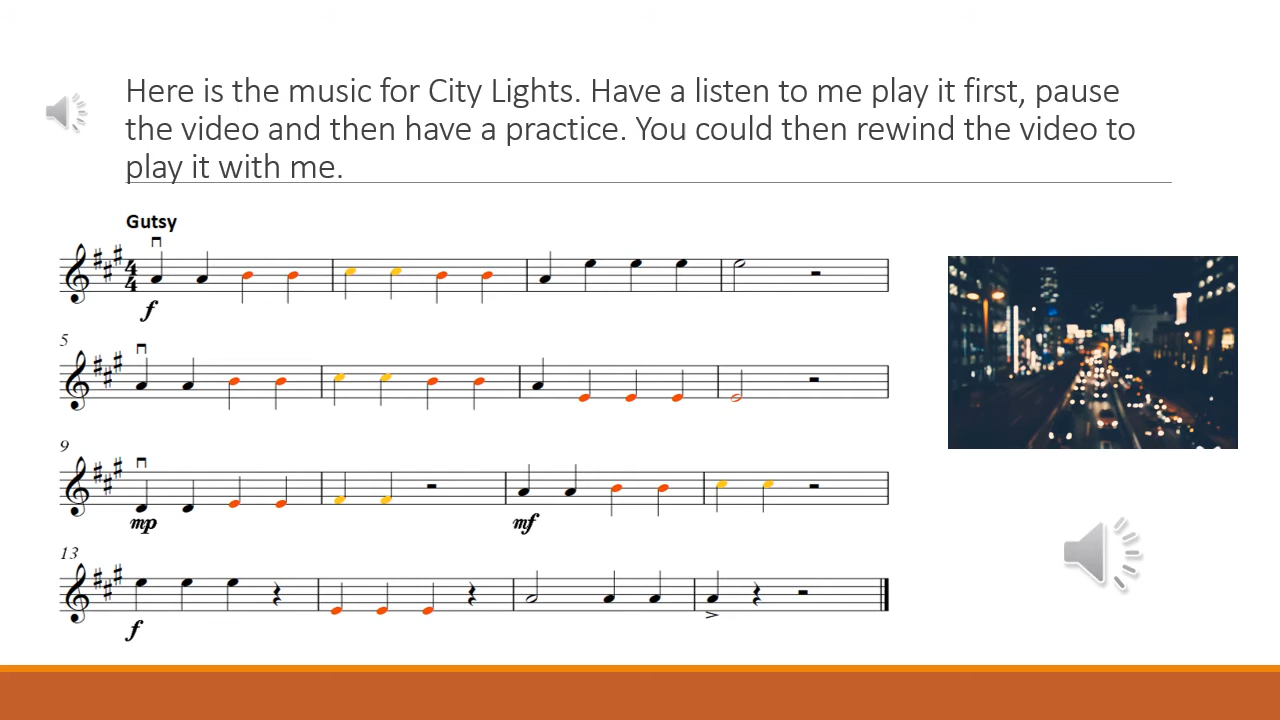 Here is the music for City Lights. Have a listen to me play it first, pause
the video and then have a practice. You could then rewind the video to
play it with me.
Gutsy
4
4
f
5
9
mp
mf
13
f